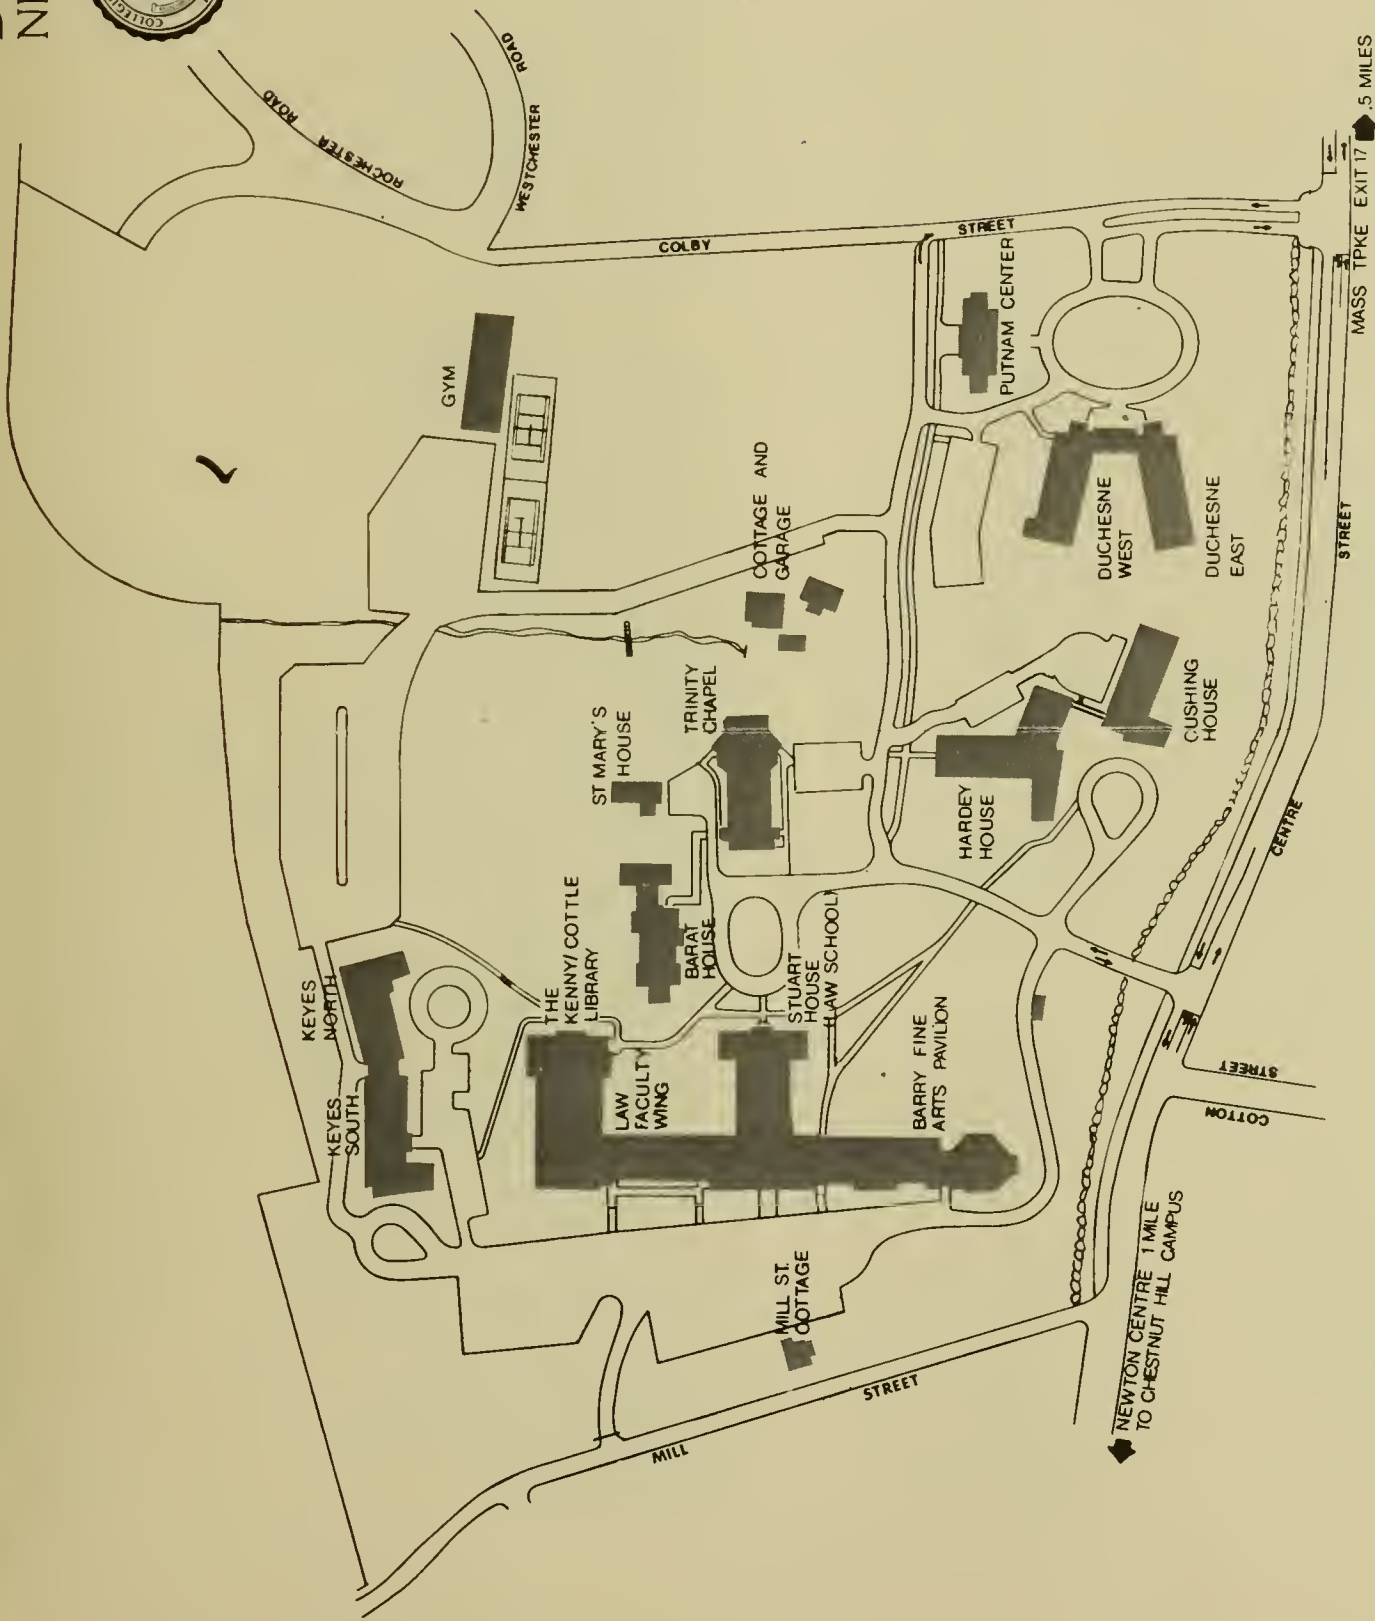 COLLEGI
ROCHESTER ROAD
WESTCHESTER ROAD
COLBY STREET
GYM
PUTNAM CENTER
MASS TPKE EXIT 17
.5 MILES
COTTAGE AND
GARAGE
DUCHESNE
WEST
DUCHESNE
EAST
STREET
TRINITY
CHAPEL
ST MARY'S
HOUSE
CUSHING
HOUSE
HARDEY
HOUSE
CENTRE
KEYES
NORTH
THE
KENNY/COTTLE
LIBRARY
BARAT
HOUSE
STUART
HOUSE
(LAW SCHOOL)
KEYES
SOUTH
LAW
FACULTY
WING
BARRY FINE
ARTS PAVILION
COTTON STREET
MILL ST.
COTTAGE
MILL STREET
NEWTON CENTRE 1 MILE
TO CHESTNUT HILL CAMPUS